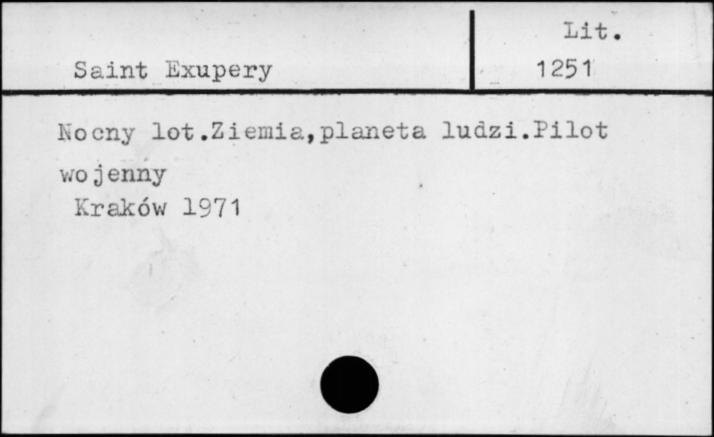 Lit.
Saint Exupery 1251
Nocny lot.Ziemia,planeta ludzi.Pilot
wojenny
Kraków 1971